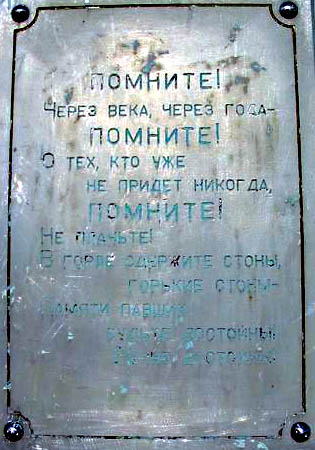 ПОМНИТЕ!
ЧЕРЕЗ ВЕКА, ЧЕРЕЗ ГОДА-
ПОМНИТЕ!
О ТЕХ, КТО УЖЕ
НЕ ПРИДЕТ НИКОГДА,
ПОМНИТЕ!
НЕ ПЛАЧЬТЕ!
В ГОРЛЕ СДЕРЖИТЕ СТОНЫ,
ГОРЬКИЕ СТОНЫ-
ПАМЯТИ ПАВШИХ
БУДЬТЕ ДОСТОЙНЫ!
ДОСТОЙНЫ